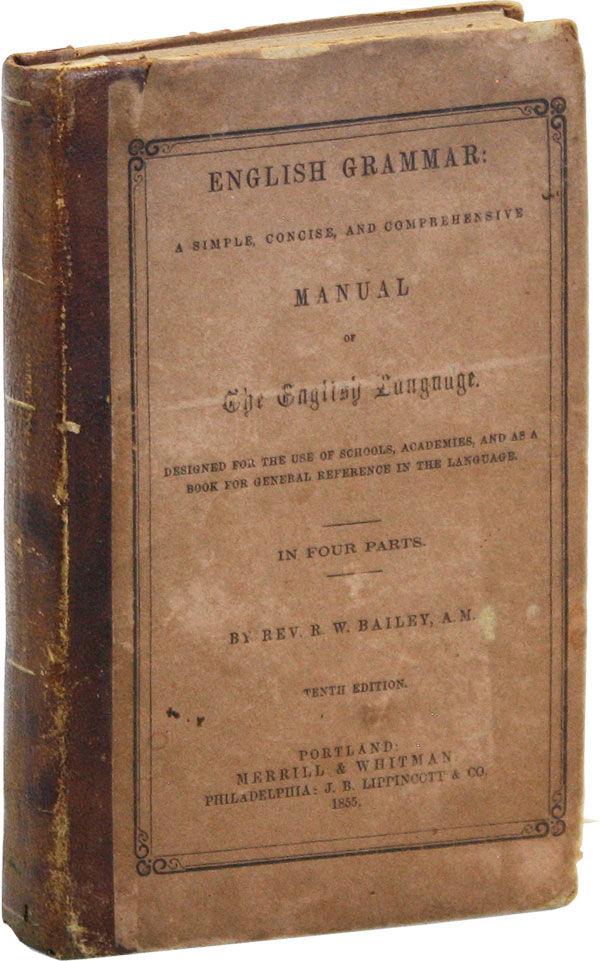 ENGLISH GRAMMAR:
A SIMPLE, CONCISE, AND COMPREHENSIVE
MANUAL
OF
The English Language.
DESIGNED FOR THE USE OF SCHOOLS, ACADEMIES, AND AS A
BOOK FOR GENERAL REFERENCE IN THE LANGUAGE.
IN FOUR PARTS.
BY REV. R. W. BAILEY, A.M.
TENTH EDITION.
PORTLAND:
MERRILL & WHITMAN
PHILADELPHIA: J. B. LIPPINCOTT & CO.
1855.